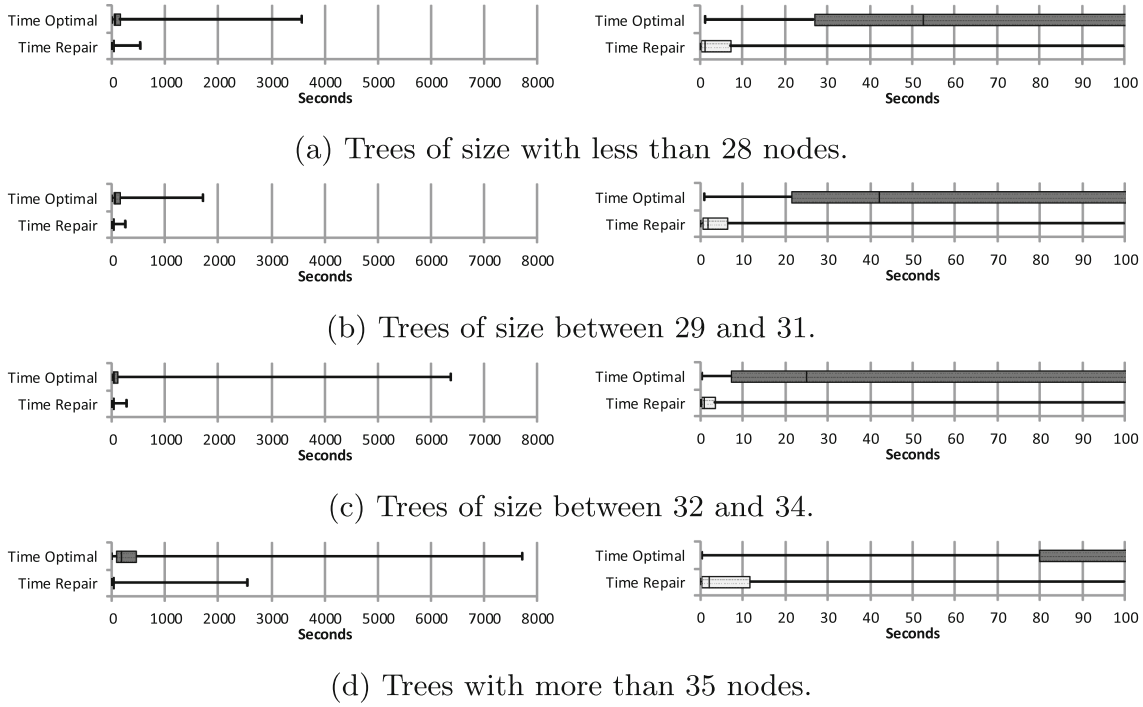 Time Optimal
Time Repair
0 1000 2000 3000 4000 5000 6000 7000 8000
Seconds
0 10 20 30 40 50 60 70 80 90 100
Seconds
Time Optimal
Time Repair
(a) Trees of size with less than 28 nodes.
Time Optimal
Time Repair
0 1000 2000 3000 4000 5000 6000 7000 8000
Seconds
Time Optimal
Time Repair
0 10 20 30 40 50 60 70 80 90 100
Seconds
(b) Trees of size between 29 and 31.
Time Optimal
Time Repair
0 1000 2000 3000 4000 5000 6000 7000 8000
Seconds
Time Optimal
Time Repair
0 10 20 30 40 50 60 70 80 90 100
Seconds
(c) Trees of size between 32 and 34.
Time Optimal
Time Repair
0 1000 2000 3000 4000 5000 6000 7000 8000
Seconds
Time Optimal
Time Repair
0 10 20 30 40 50 60 70 80 90 100
Seconds
(d) Trees with more than 35 nodes.